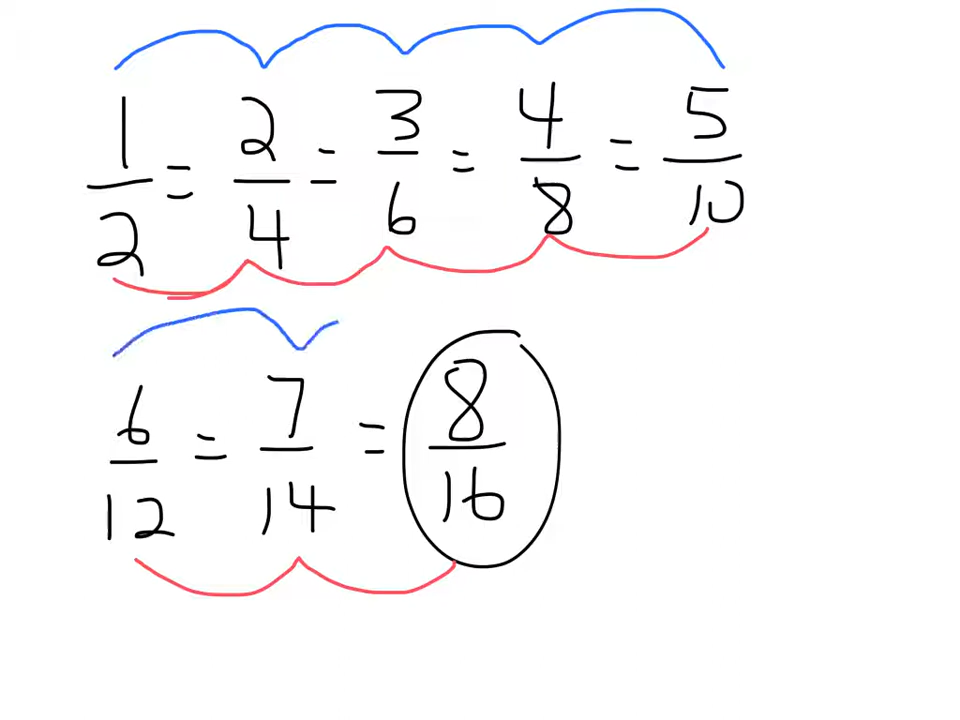 1/2 = 2/4 = 3/6 = 4/8 = 5/10
6/12 = 7/14 = 8/16